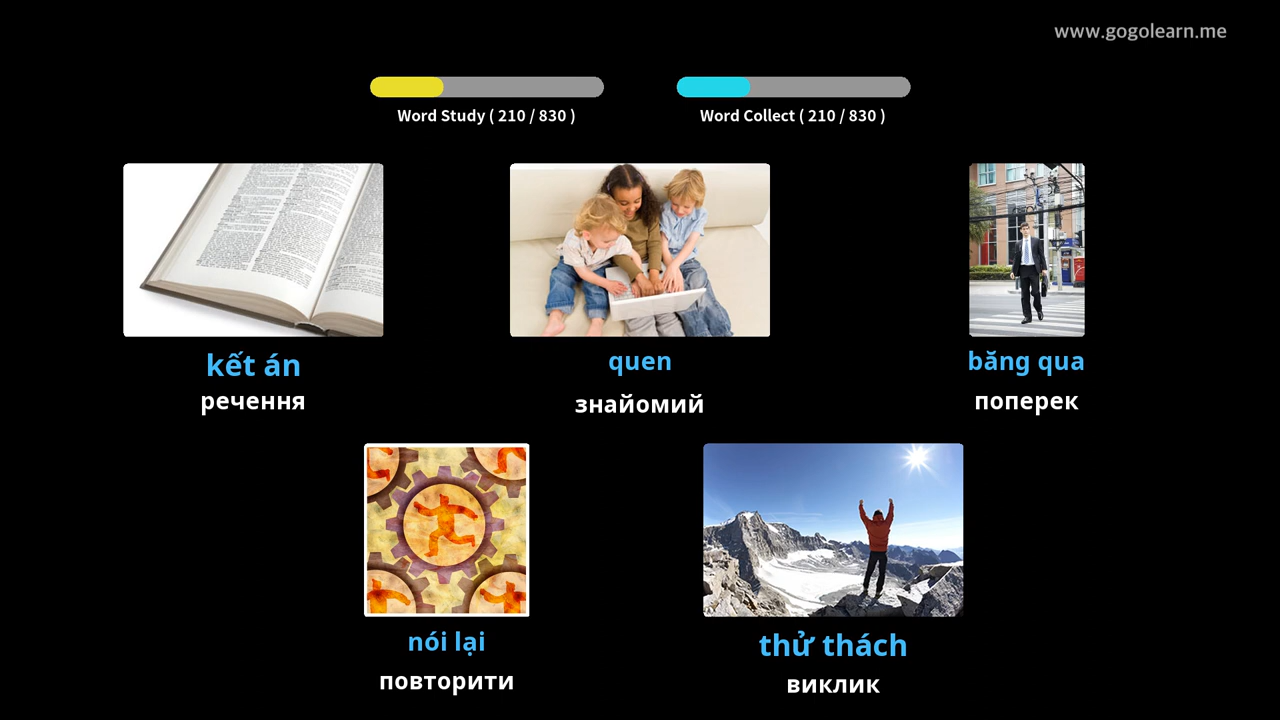 www.gogolearn.me
Word Study ( 210 / 830 )
Word Collect ( 210 / 830 )
kết án
речення
quen
знайомий
băng qua
поперек
nói lại
повторити
thử thách
виклик